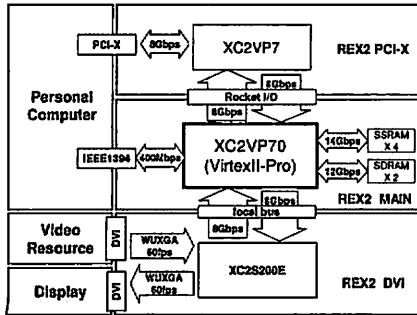 PCI-X
8Gbps
XC2VP7
REX2 PCI-X
8Gbps
Rocket I/O
8Gbps
Personal
Computer
XC2VP70
(VirtexII-Pro)
14Gbps
SSRAM
X 4
IEEE1394
400Mbps
12Gbps
SDRAM
X 2
REX2 MAIN
8Gbps
local bus
8Gbps
Video
Resource
DVI
WUXGA
60fps
XC2S200E
Display
DVI
WUXGA
60fps
REX2 DVI